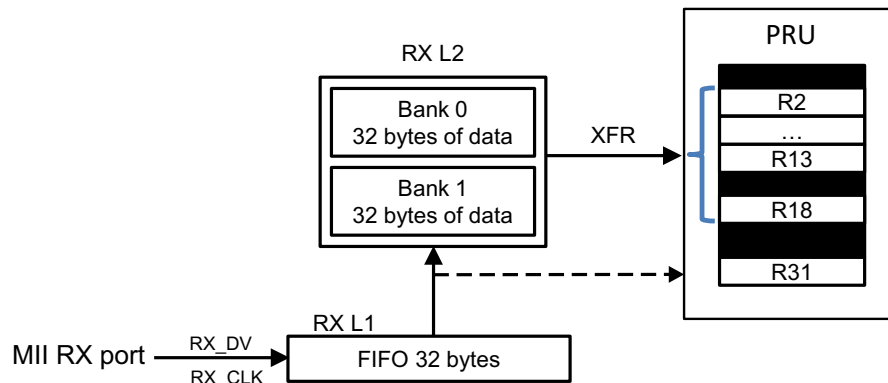 PRU
RX L2
Bank 0
32 bytes of data
Bank 1
32 bytes of data
XFR
R2
...
R13
R18
R31
RX L1
MII RX port
RX_DV
RX_CLK
FIFO 32 bytes